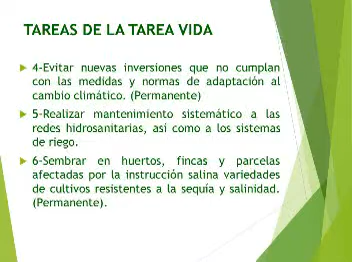 TAREAS DE LA TAREA VIDA
4-Evitar nuevas inversiones que no cumplan
con las medidas y normas de adaptación al
cambio climático. (Permanente)
5-Realizar mantenimiento sistemático a las
redes hidrosanitarias, así como a los sistemas
de riego.
6-Sembrar en huertos, fincas y parcelas
afectadas por la instrucción salina variedades
de cultivos resistentes a la sequía y salinidad.
(Permanente).